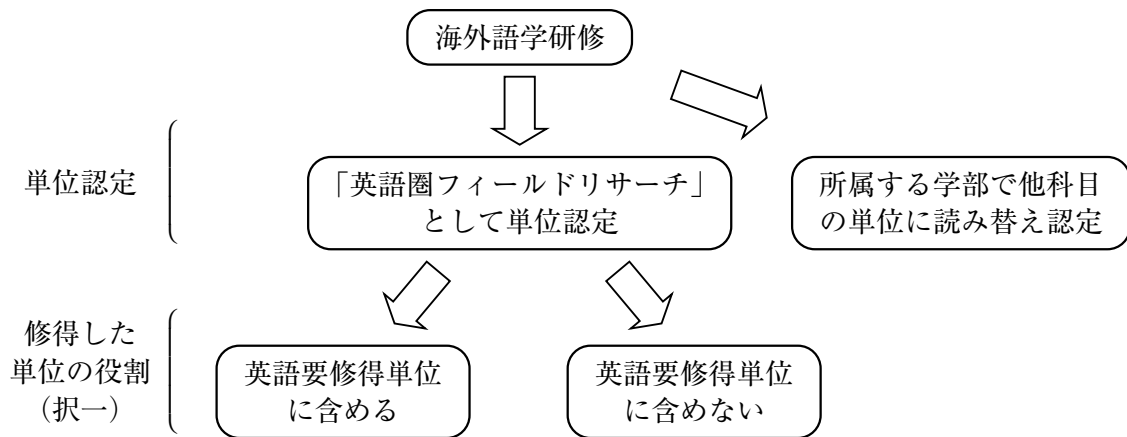 海外語学研修
単位認定
「英語圏フィールドリサーチ」
として単位認定
所属する学部で他科目
の単位に読み替え認定
修得した
単位の役割
（択一）
英語要修得単位
に含める
英語要修得単位
に含めない